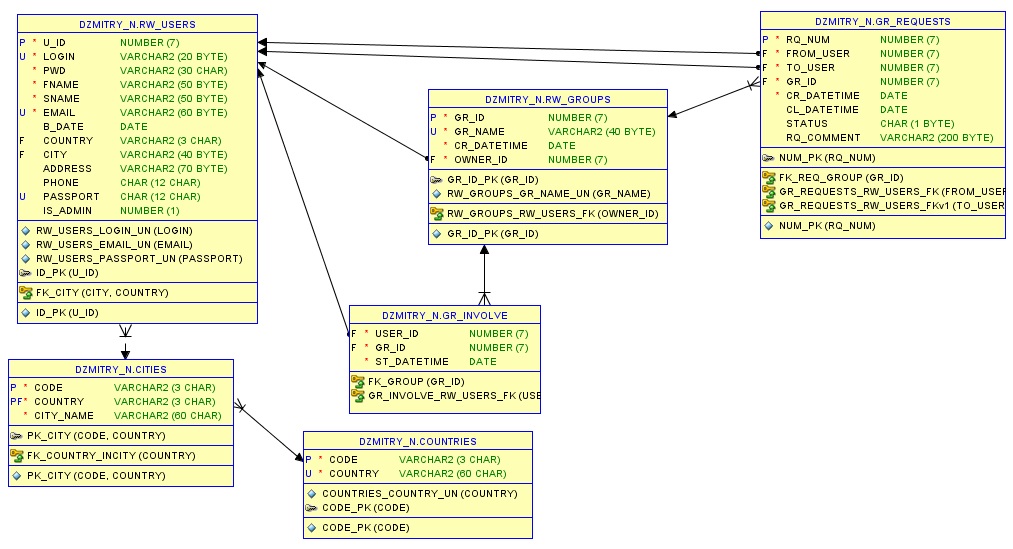 DZMITRY_N.RW_USERS
P * U_ID NUMBER (7)
U * LOGIN VARCHAR2 (20 BYTE)
* PWD VARCHAR2 (30 CHAR)
* FNAME VARCHAR2 (50 BYTE)
* SNAME VARCHAR2 (50 BYTE)
U * EMAIL VARCHAR2 (60 BYTE)
B_DATE DATE
F COUNTRY VARCHAR2 (3 CHAR)
F CITY VARCHAR2 (40 BYTE)
ADDRESS VARCHAR2 (70 BYTE)
PHONE CHAR (12 CHAR)
U PASSPORT CHAR (12 CHAR)
IS_ADMIN NUMBER (1)
RW_USERS_LOGIN_UN (LOGIN)
RW_USERS_EMAIL_UN (EMAIL)
RW_USERS_PASSPORT_UN (PASSPORT)
ID_PK (U_ID)
FK_CITY (CITY, COUNTRY)
ID_PK (U_ID)
DZMITRY_N.GR_REQUESTS
P * RQ_NUM NUMBER (7)
F * FROM_USER NUMBER (7)
F * TO_USER NUMBER (7)
F * GR_ID NUMBER (7)
* CR_DATETIME DATE
CL_DATETIME DATE
STATUS CHAR (1 BYTE)
RQ_COMMENT VARCHAR2 (200 BYTE)
NUM_PK (RQ_NUM)
FK_REQ_GROUP (GR_ID)
GR_REQUESTS_RW_USERS_FK (FROM_USER
GR_REQUESTS_RW_USERS_FKv1 (TO_USER
NUM_PK (RQ_NUM)
DZMITRY_N.RW_GROUPS
P * GR_ID NUMBER (7)
U * GR_NAME VARCHAR2 (40 BYTE)
* CR_DATETIME DATE
F * OWNER_ID NUMBER (7)
GR_ID_PK (GR_ID)
RW_GROUPS_GR_NAME_UN (GR_NAME)
RW_GROUPS_RW_USERS_FK (OWNER_ID)
GR_ID_PK (GR_ID)
DZMITRY_N.GR_INVOLVE
F * USER_ID NUMBER (7)
F * GR_ID NUMBER (7)
* ST_DATETIME DATE
FK_GROUP (GR_ID)
GR_INVOLVE_RW_USERS_FK (USE
DZMITRY_N.CITIES
P * CODE VARCHAR2 (3 CHAR)
PF* COUNTRY VARCHAR2 (3 CHAR)
* CITY_NAME VARCHAR2 (60 CHAR)
PK_CITY (CODE, COUNTRY)
FK_COUNTRY_INCITY (COUNTRY)
PK_CITY (CODE, COUNTRY)
DZMITRY_N.COUNTRIES
P * CODE VARCHAR2 (3 CHAR)
U * COUNTRY VARCHAR2 (60 CHAR)
COUNTRIES_COUNTRY_UN (COUNTRY)
CODE_PK (CODE)
CODE_PK (CODE)